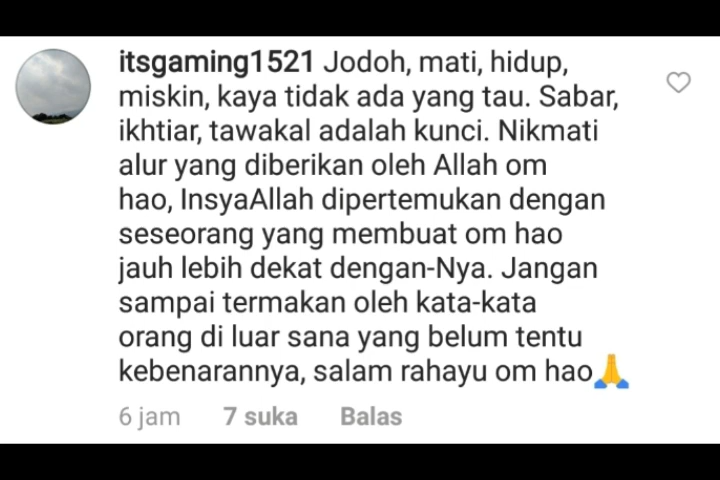 itsgaming1521 Jodoh, mati, hidup,
miskin, kaya tidak ada yang tau. Sabar,
ikhtiar, tawakal adalah kunci. Nikmati
alur yang diberikan oleh Allah om
hao, InsyaAllah dipertemukan dengan
seseorang yang membuat om hao
jauh lebih dekat dengan-Nya. Jangan
sampai termakan oleh kata-kata
orang di luar sana yang belum tentu
kebenarannya, salam rahayu om hao🙏
6 jam 7 suka Balas